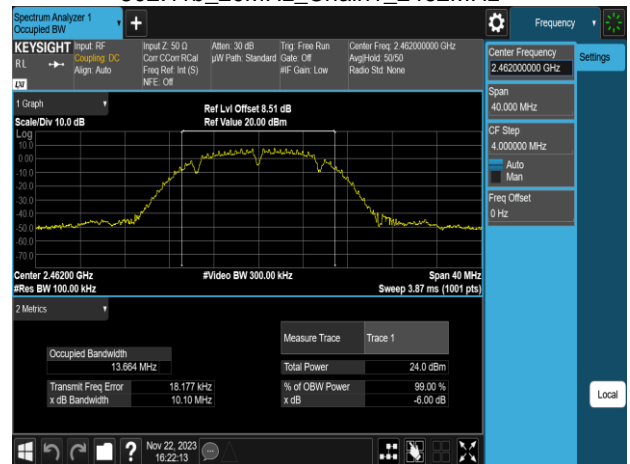 Spectrum Analyzer 1
Occupied BW
Frequency
KEYSIGHT
RL
LXI
Input: RF
Coupling: DC
Align: Auto
Input Z: 50 Ω
Corr CCorr RCal
Freq Ref: Int (S)
NFE: Off
Atten: 30 dB
µW Path: Standard
Trig: Free Run
Gate: Off
#IF Gain: Low
Center Freq: 2.462000000 GHz
Avg|Hold: 50/50
Radio Std: None
Center Frequency
2.462000000 GHz
Settings
Span
40.000 MHz
CF Step
4.000000 MHz
Auto
Man
Freq Offset
0 Hz
Local
1 Graph
Scale/Div 10.0 dB
Ref Lvl Offset 8.51 dB
Ref Value 20.00 dBm
Log
10.0
0.00
-10.0
-20.0
-30.0
-40.0
-50.0
-60.0
-70.0
Center 2.46200 GHz
#Video BW 300.00 kHz
Span 40 MHz
#Res BW 100.00 kHz
Sweep 3.87 ms (1001 pts)
2 Metrics
Measure Trace Trace 1
Occupied Bandwidth
13.664 MHz
Total Power 24.0 dBm
Transmit Freq Error 18.177 kHz
% of OBW Power 99.00 %
x dB Bandwidth 10.10 MHz
x dB -6.00 dB
?
Nov 22, 2023
16:22:13